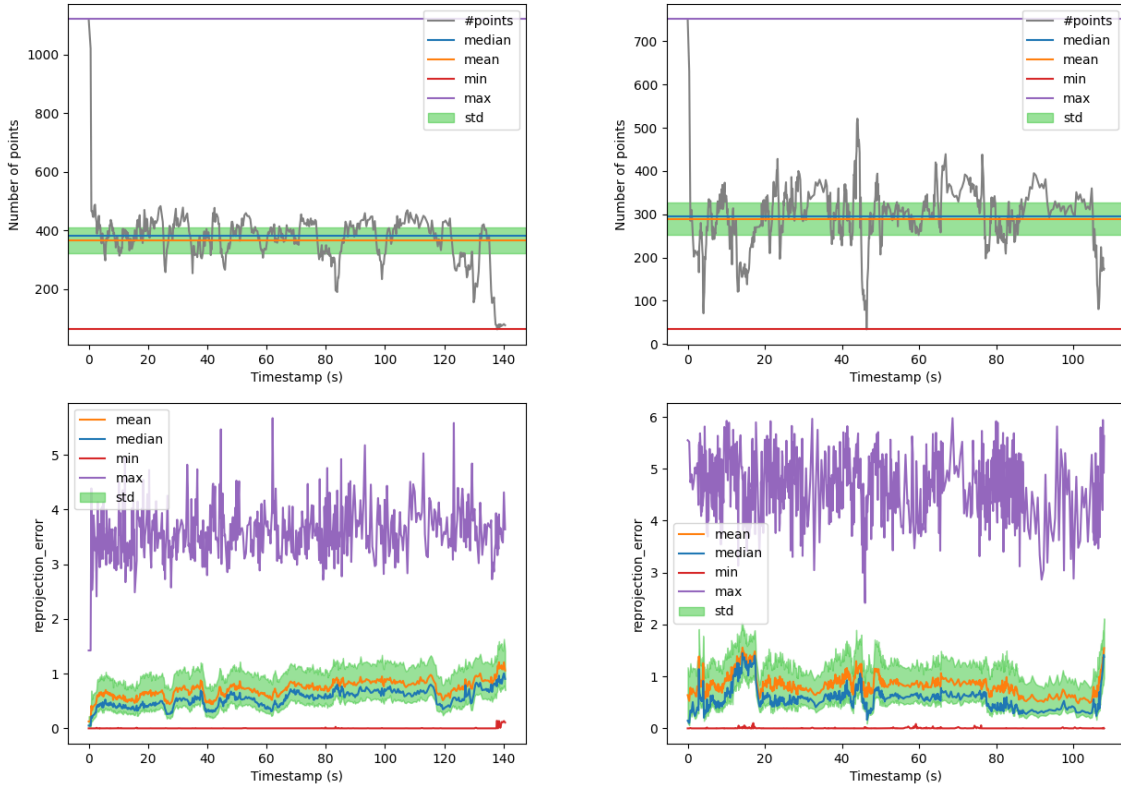 1000
800
600
400
200
Number of points
0
20
40
60
80
100
120
140
Timestamp (s)
#points
median
mean
min
max
std
700
600
500
400
300
200
100
0
Number of points
0
20
40
60
80
100
Timestamp (s)
#points
median
mean
min
max
std
5
4
3
2
1
0
reprojection_error
0
20
40
60
80
100
120
140
Timestamp (s)
mean
median
min
max
std
6
5
4
3
2
1
0
reprojection_error
0
20
40
60
80
100
Timestamp (s)
mean
median
min
max
std